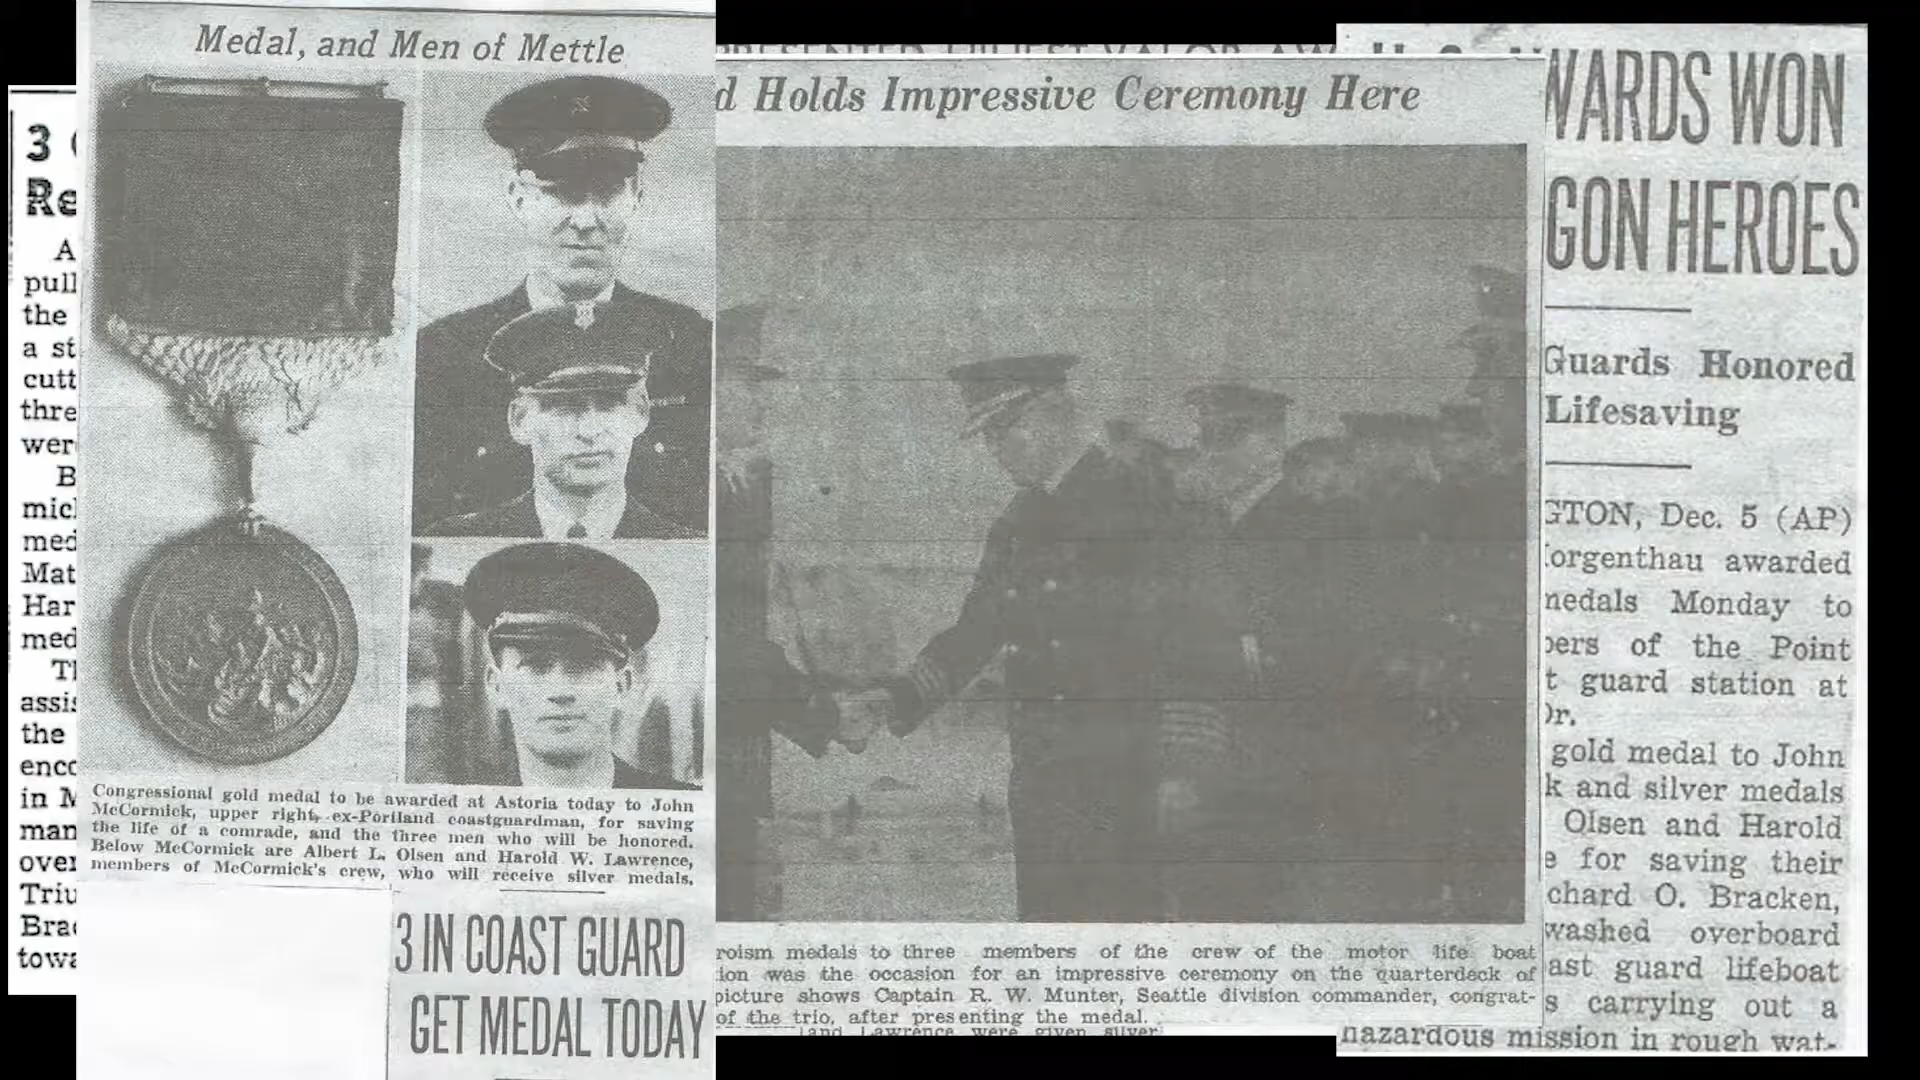 3
Re
A
pull
the
a st
cutt
thre
wer
B
mic
med
Mat
Har
med
Th
assis
the
enco
in M
man
over
Triu
Brac
towa
Medal, and Men of Mettle
Congressional gold medal to be awarded at Astoria today to John
McCormick, upper right, ex-Portland coastguardman, for saving
the life of a comrade, and the three men who will be honored.
Below McCormick are Albert L. Olsen and Harold W. Lawrence,
members of McCormick's crew, who will receive silver medals.
3 IN COAST GUARD
GET MEDAL TODAY
d Holds Impressive Ceremony Here
roism medals to three members of the crew of the motor life boat
ion was the occasion for an impressive ceremony on the quarterdeck of
picture shows Captain R. W. Munter, Seattle division commander, congrat-
of the trio, after presenting the medal.
land Lawrence were given silver
WARDS WON
GON HEROES
Guards Honored
Lifesaving
GTON, Dec. 5 (AP)
orgenthau awarded
medals Monday to
bers of the Point
t guard station at
Or.
gold medal to John
k and silver medals
Olsen and Harold
e for saving their
chard O. Bracken,
washed overboard
ast guard lifeboat
s carrying out a
hazardous mission in rough wat-